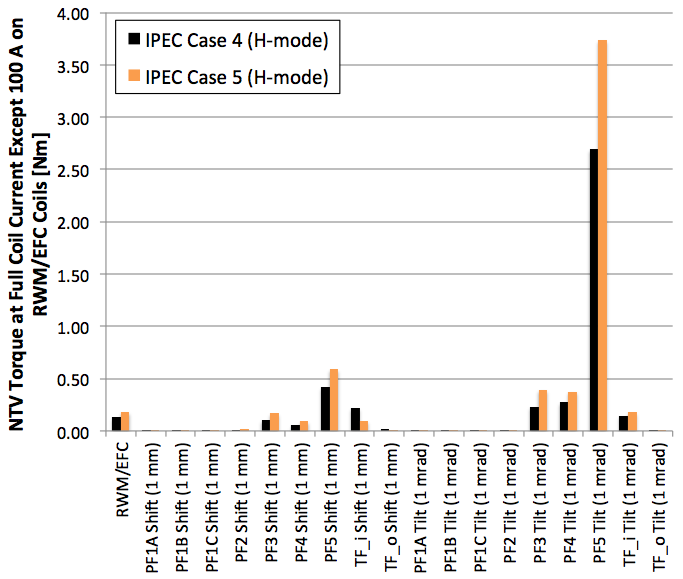 NTV Torque at Full Coil Current Except 100 A on
RWM/EFC Coils [Nm]
4.00
3.50
3.00
2.50
2.00
1.50
1.00
0.50
0.00
IPEC Case 4 (H-mode)
IPEC Case 5 (H-mode)
RWM/EFC
PF1A Shift (1 mm)
PF1B Shift (1 mm)
PF1C Shift (1 mm)
PF2 Shift (1 mm)
PF3 Shift (1 mm)
PF4 Shift (1 mm)
PF5 Shift (1 mm)
TF_i Shift (1 mm)
TF_o Shift (1 mm)
PF1A Tilt (1 mrad)
PF1B Tilt (1 mrad)
PF1C Tilt (1 mrad)
PF2 Tilt (1 mrad)
PF3 Tilt (1 mrad)
PF4 Tilt (1 mrad)
PF5 Tilt (1 mrad)
TF_i Tilt (1 mrad)
TF_o Tilt (1 mrad)